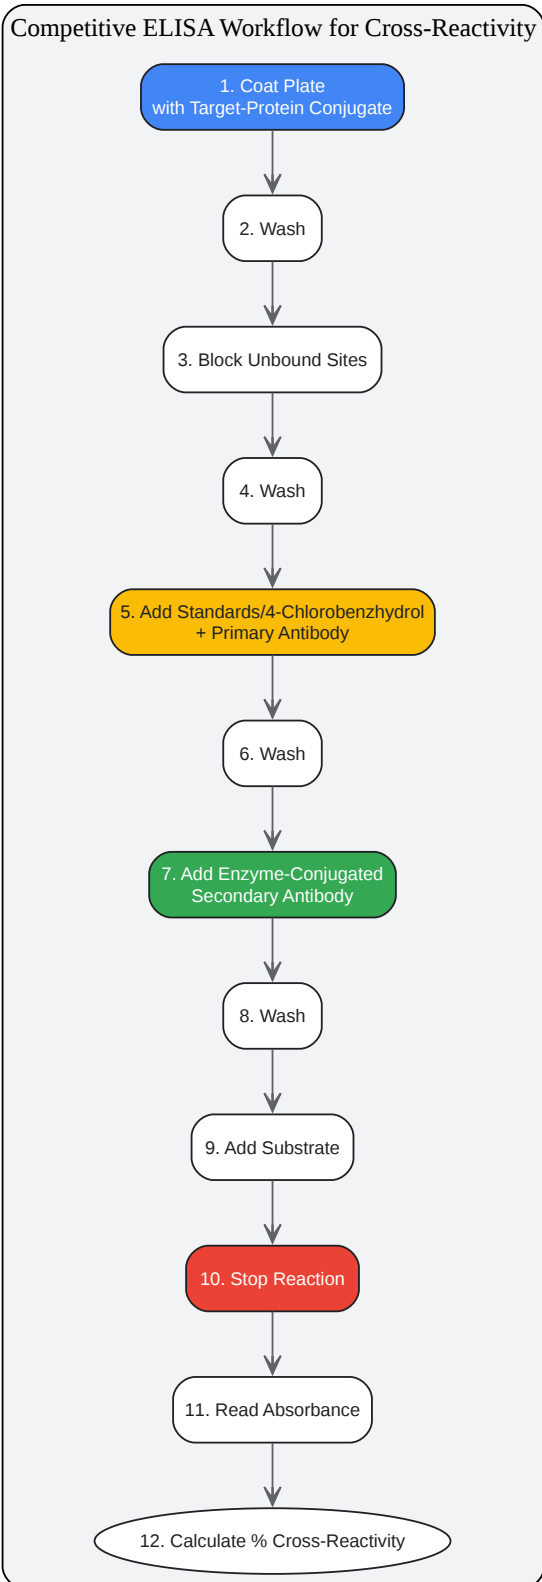 Competitive ELISA Workflow for Cross-Reactivity
1. Coat Plate
with Target-Protein Conjugate
2. Wash
3. Block Unbound Sites
4. Wash
5. Add Standards/4-Chlorobenzhydrol
+ Primary Antibody
6. Wash
7. Add Enzyme-Conjugated
Secondary Antibody
8. Wash
9. Add Substrate
10. Stop Reaction
11. Read Absorbance
12. Calculate % Cross-Reactivity